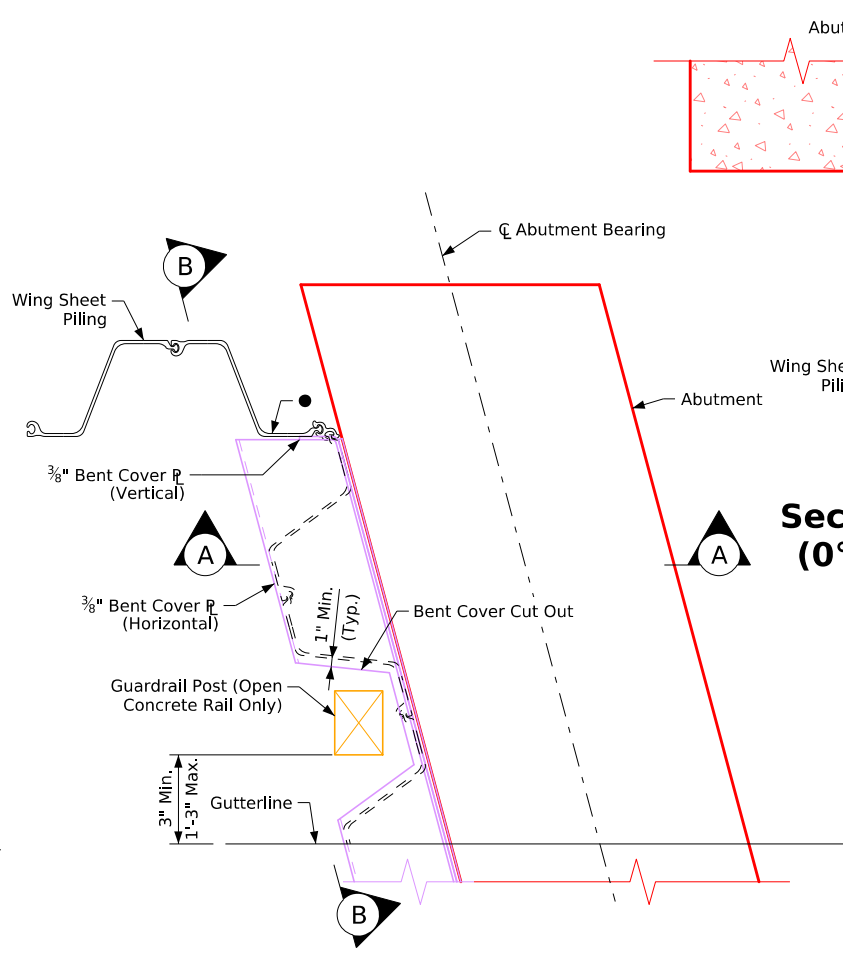 Abut
℄ Abutment Bearing
B
Wing Sheet
Piling
Wing She
Pili
Abutment
⅜" Bent Cover ℄
(Vertical)
Sec
(0°
A
A
⅜" Bent Cover ℄
(Horizontal)
1" Min.
(Typ.)
Bent Cover Cut Out
Guardrail Post (Open
Concrete Rail Only)
3" Min.
1'-3" Max.
Gutterline
B